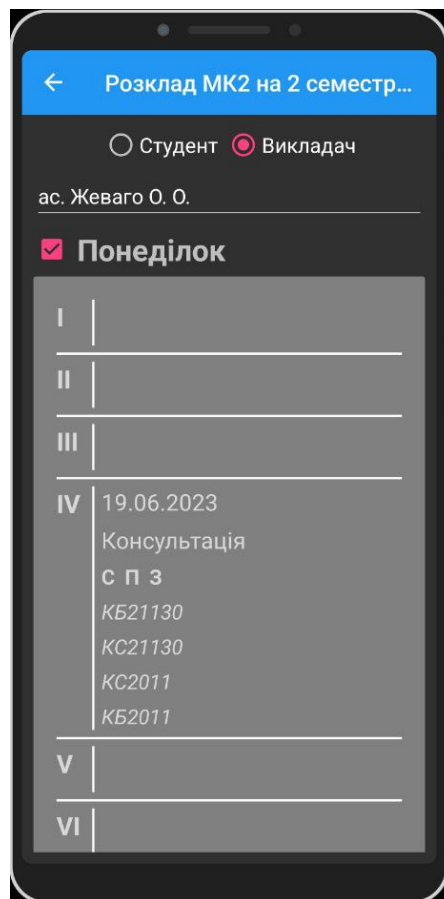 Розклад МК2 на 2 семестр...
Студент Викладач
ас. Жеваго О. О.
Понеділок
I
II
III
IV 19.06.2023
Консультація
С П З
КБ21130
КС21130
КС2011
КБ2011
V
VI